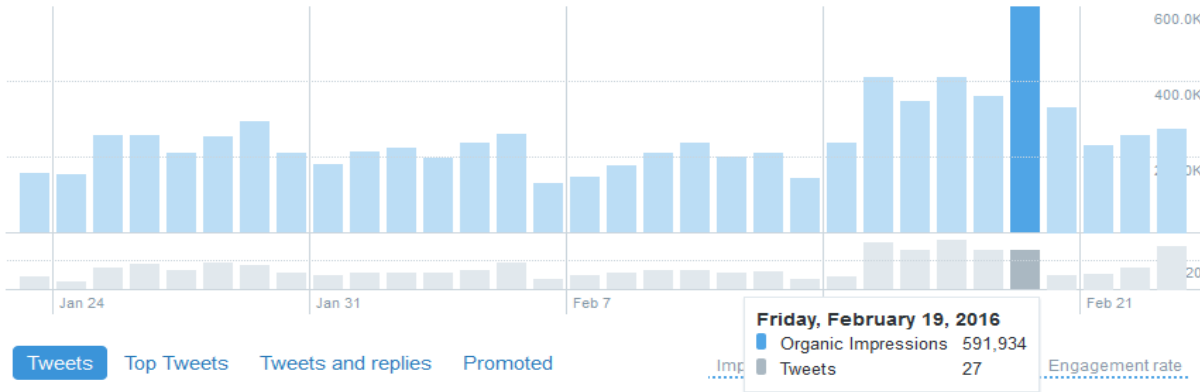 600.0K
400.0K
20
Jan 24
Jan 31
Feb 7
Feb 21
Friday, February 19, 2016
Organic Impressions 591,934
Tweets 27
Tweets Top Tweets Tweets and replies Promoted
Engagement rate